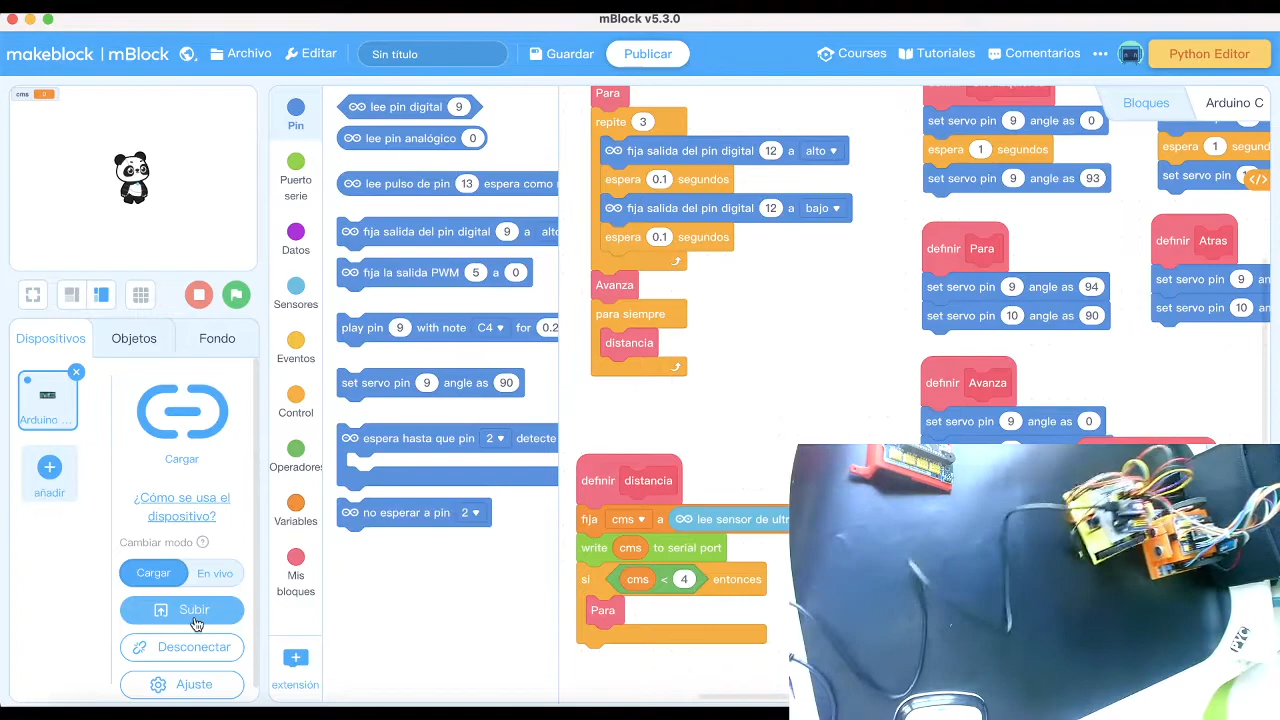 mBlock v5.3.0
makeblock | mBlock
Archivo
Editar
Sin título
Guardar
Publicar
Courses
Tutoriales
Comentarios
Python Editor
cms 0
Dispositivos
Objetos
Fondo
Arduino ...
añadir
Cargar
¿Cómo se usa el
dispositivo?
Cambiar modo ?
Cargar
En vivo
Subir
Desconectar
Ajuste
Pin
Puerto
serie
Datos
Sensores
Eventos
Control
Operadores
Variables
Mis
bloques
extensión
lee pin digital 9
lee pin analógico 0
lee pulso de pin 13 espera como
fija salida del pin digital 9 a
fija la salida PWM 5 a 0
play pin 9 with note C4 for 0.2
set servo pin 9 angle as 90
espera hasta que pin 2 detecte
no esperar a pin 2
Para
repite 3
fija salida del pin digital 12 a alto
espera 0.1 segundos
fija salida del pin digital 12 a bajo
espera 0.1 segundos
Avanza
para siempre
distancia
definir distancia
fija cms a lee sensor de
write cms to serial port
si cms < 4 entonces
Para
Bloques
Arduino C
set servo pin 9 angle as 0
espera 1 segundos
set servo pin 9 angle as 93
definir Para
set servo pin 9 angle as 94
set servo pin 10 angle as 90
definir Avanza
set servo pin 9 angle as 0
espera 1
set servo pin
definir Atras
set servo pin 9
set servo pin 10